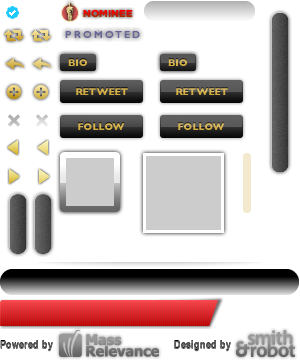 NOMINEE
PROMOTED
BIO BIO
RETWEET RETWEET
FOLLOW FOLLOW
Powered by Mass Relevance Designed by smith &robot